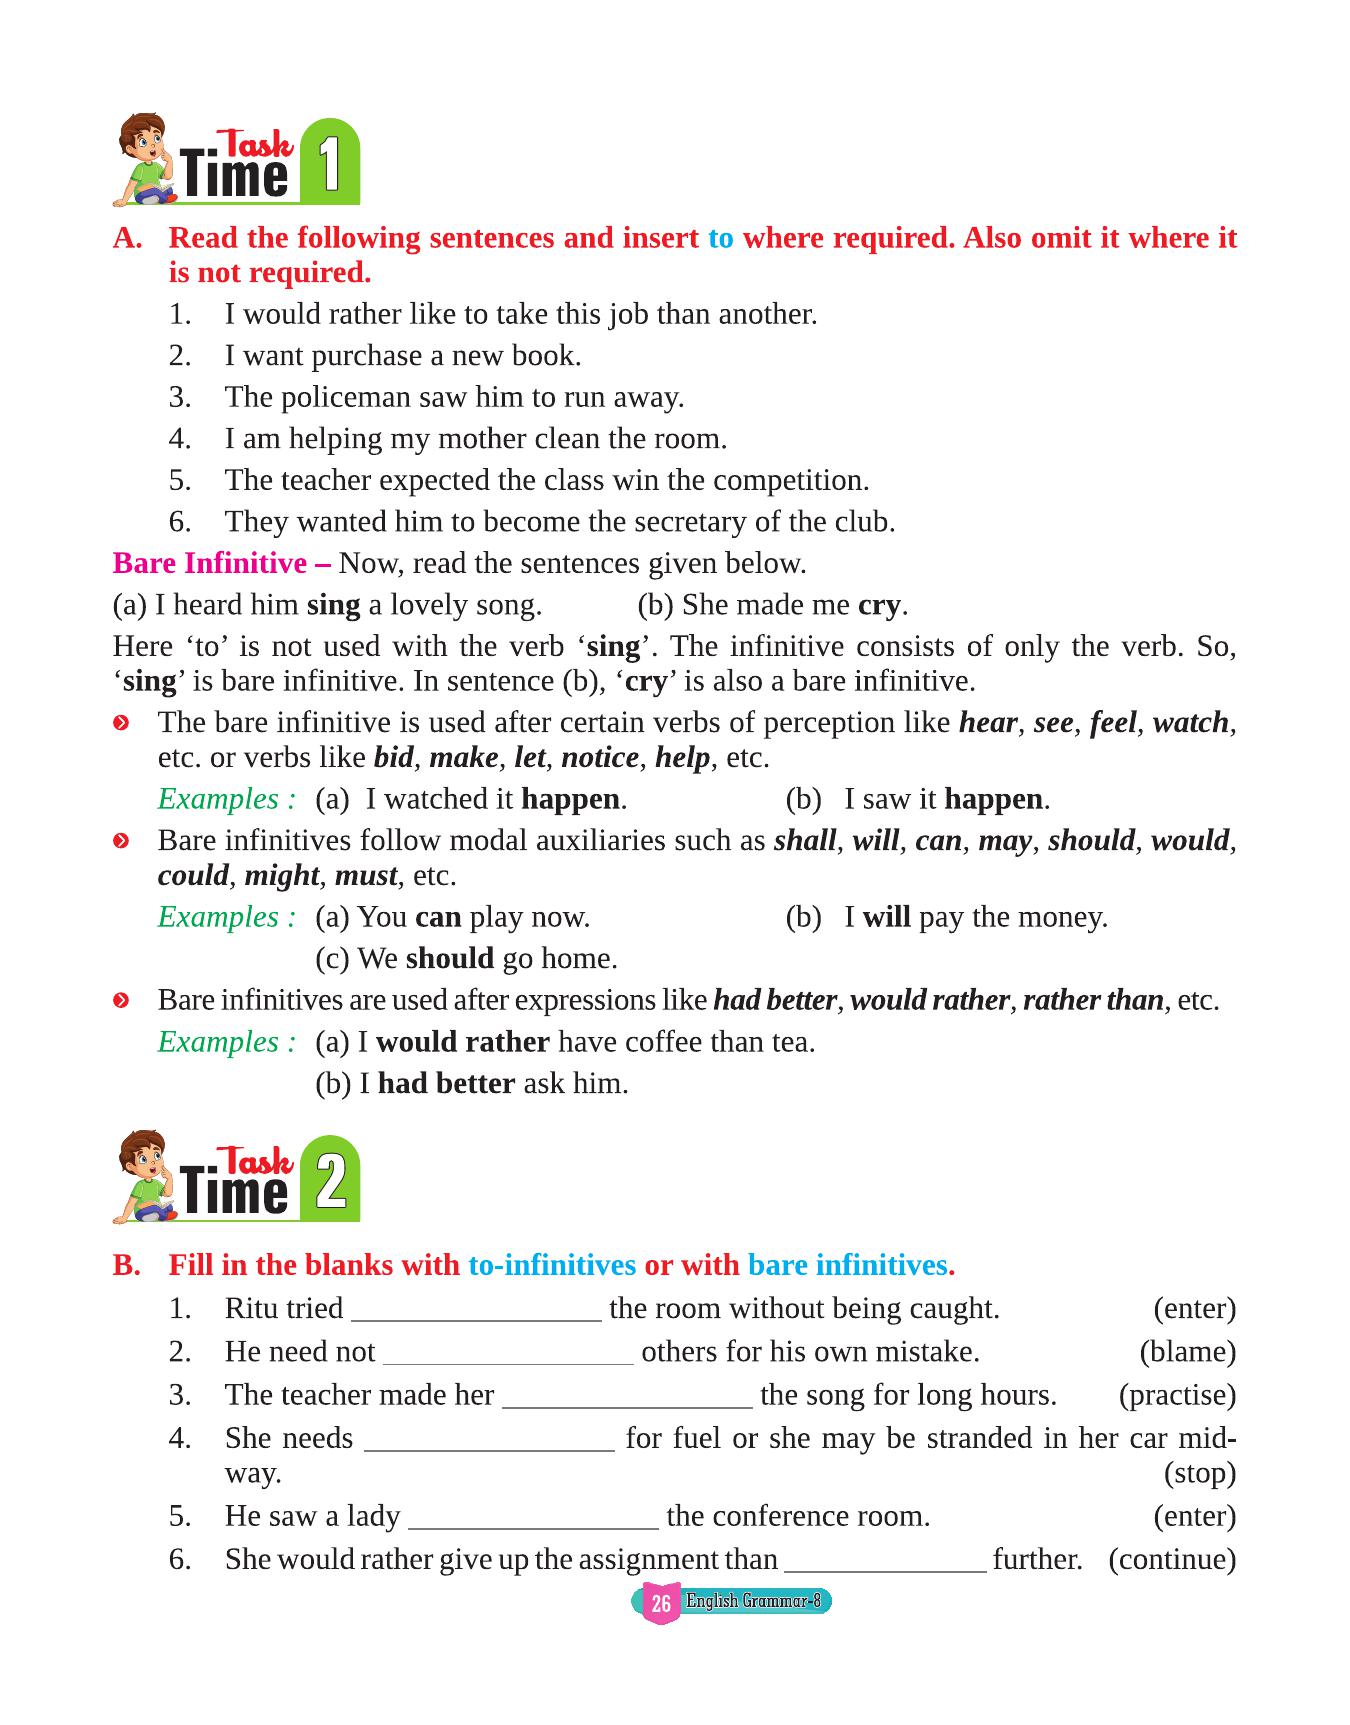 Task
Time 1
A. Read the following sentences and insert to where required. Also omit it where it
is not required.
1. I would rather like to take this job than another.
2. I want purchase a new book.
3. The policeman saw him to run away.
4. I am helping my mother clean the room.
5. The teacher expected the class win the competition.
6. They wanted him to become the secretary of the club.
Bare Infinitive – Now, read the sentences given below.
(a) I heard him sing a lovely song. (b) She made me cry.
Here ‘to’ is not used with the verb ‘sing’. The infinitive consists of only the verb. So,
‘sing’ is bare infinitive. In sentence (b), ‘cry’ is also a bare infinitive.
The bare infinitive is used after certain verbs of perception like hear, see, feel, watch,
etc. or verbs like bid, make, let, notice, help, etc.
Examples : (a) I watched it happen. (b) I saw it happen.
Bare infinitives follow modal auxiliaries such as shall, will, can, may, should, would,
could, might, must, etc.
Examples : (a) You can play now. (b) I will pay the money.
(c) We should go home.
Bare infinitives are used after expressions like had better, would rather, rather than, etc.
Examples : (a) I would rather have coffee than tea.
(b) I had better ask him.
Task
Time 2
B. Fill in the blanks with to-infinitives or with bare infinitives.
1. Ritu tried ________________ the room without being caught. (enter)
2. He need not ________________ others for his own mistake. (blame)
3. The teacher made her ________________ the song for long hours. (practise)
4. She needs ________________ for fuel or she may be stranded in her car mid-
way. (stop)
5. He saw a lady ________________ the conference room. (enter)
6. She would rather give up the assignment than _____________ further. (continue)
26 English Grammar-8